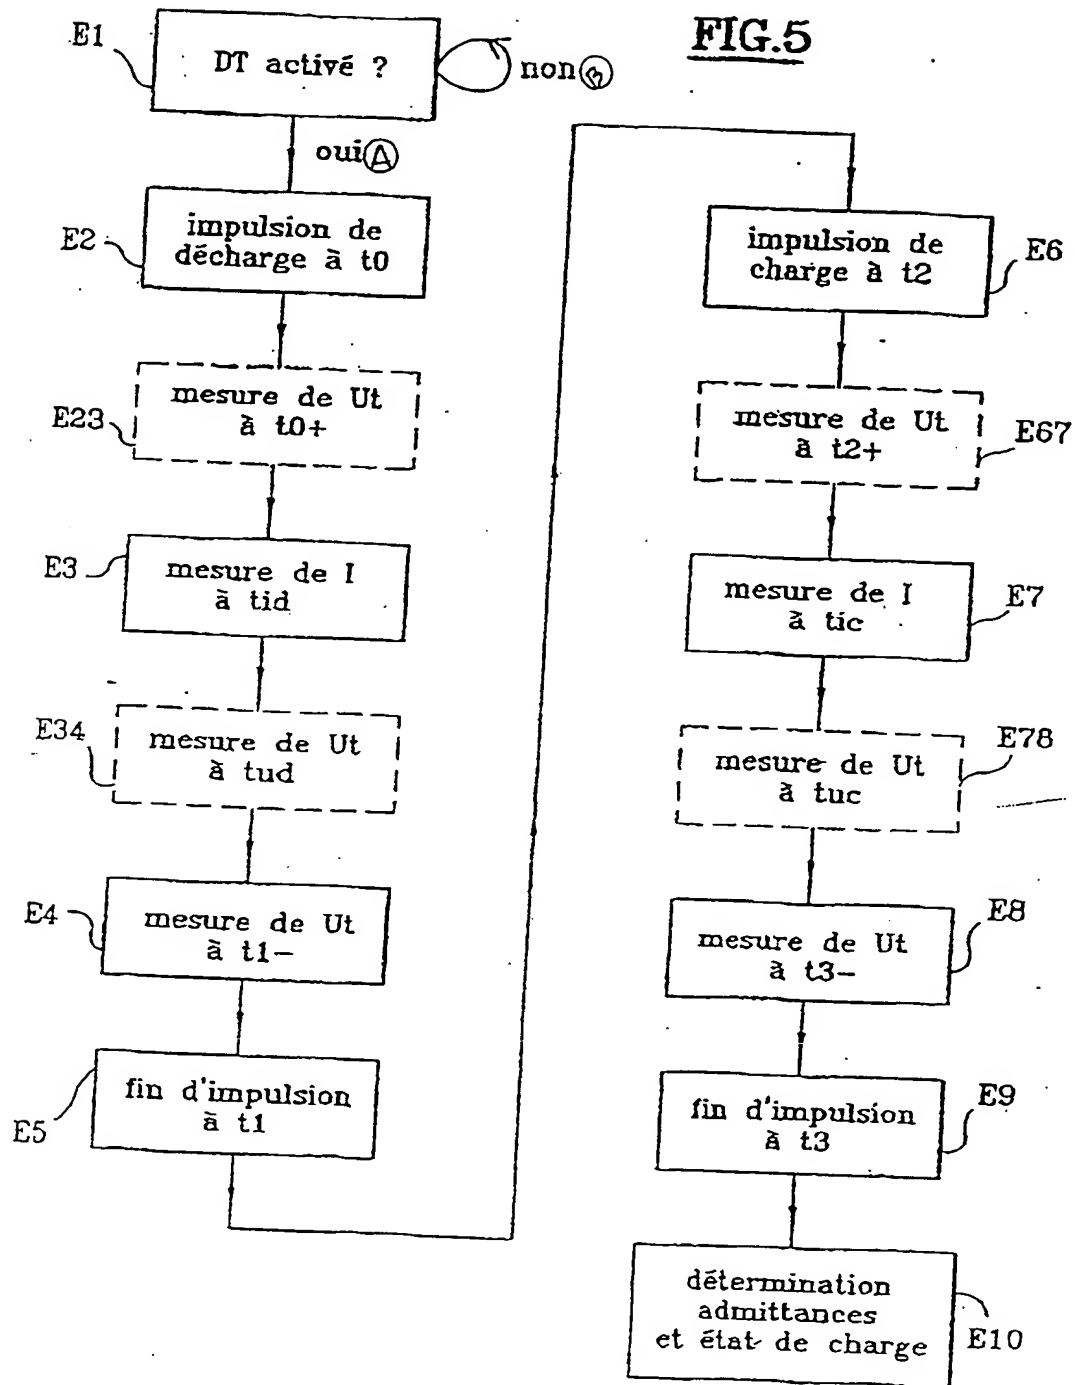 FIG.5
E1
DT activé ?
non Ⓑ
oui Ⓐ
E2
impulsion de
décharge à t0
E23
mesure de Ut
à t0+
E3
mesure de I
à tid
E34
mesure de Ut
à tud
E4
mesure de Ut
à t1-
E5
fin d'impulsion
à t1
impulsion de
charge à t2
E6
mesure de Ut
à t2+
E67
mesure de I
à tic
E7
mesure de Ut
à tuc
E78
mesure de Ut
à t3-
E8
fin d'impulsion
à t3
E9
détermination
admittances
et état de charge
E10